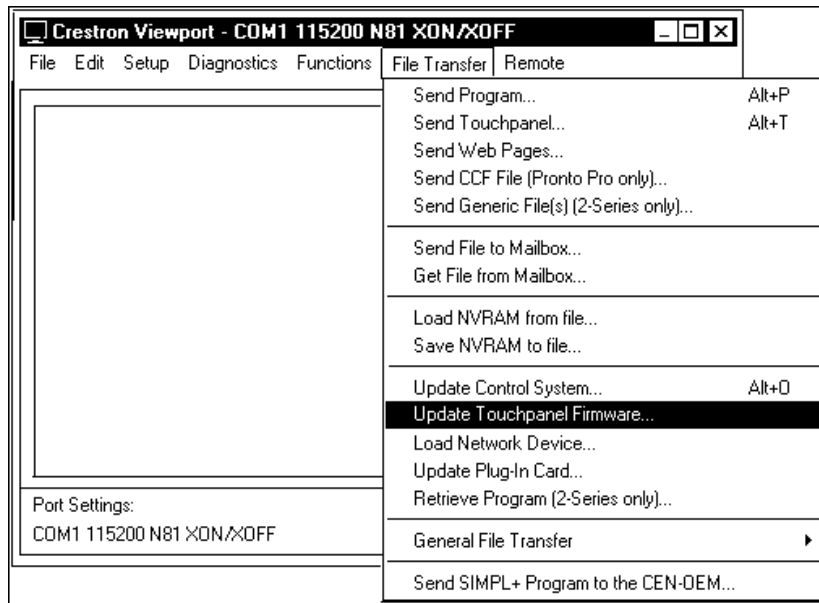 Crestron Viewport - COM1 115200 N81 XON/XOFF
File Edit Setup Diagnostics Functions File Transfer Remote
Send Program... Alt+P
Send Touchpanel... Alt+T
Send Web Pages...
Send CCF File (Pronto Pro only)...
Send Generic File(s) (2-Series only)...
Send File to Mailbox...
Get File from Mailbox...
Load NVRAM from file...
Save NVRAM to file...
Update Control System... Alt+O
Update Touchpanel Firmware...
Load Network Device...
Update Plug-In Card...
Retrieve Program (2-Series only)...
General File Transfer
Send SIMPL+ Program to the CEN-OEM...
Port Settings:
COM1 115200 N81 XON/XOFF